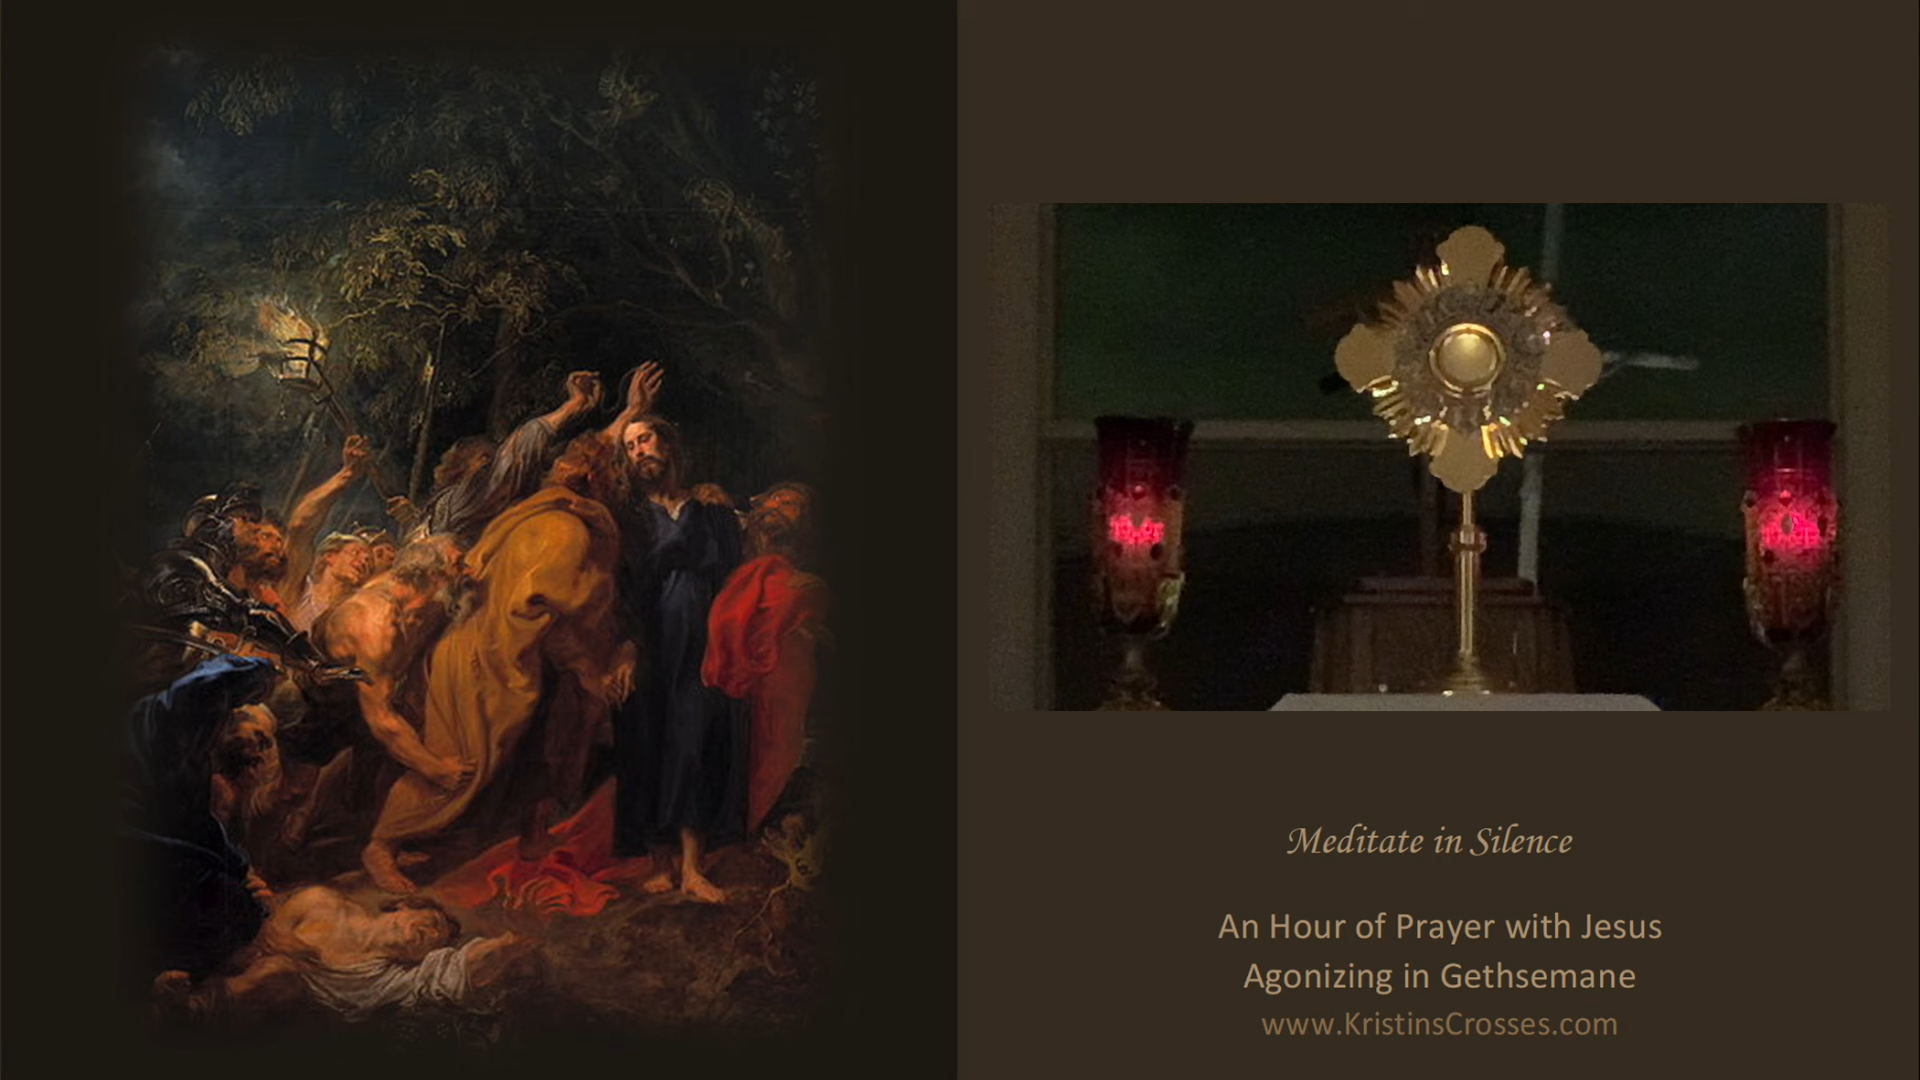 Meditate in Silence
An Hour of Prayer with Jesus
Agonizing in Gethsemane
www.KristinsCrosses.com